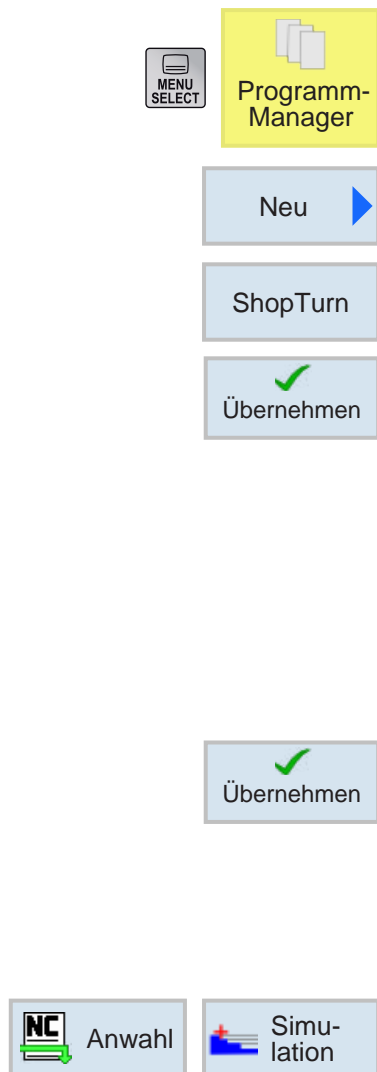 MENU
SELECT
Programm-
Manager
Neu
ShopTurn
Übernehmen
Übernehmen
NC
Anwahl
Simu-
lation